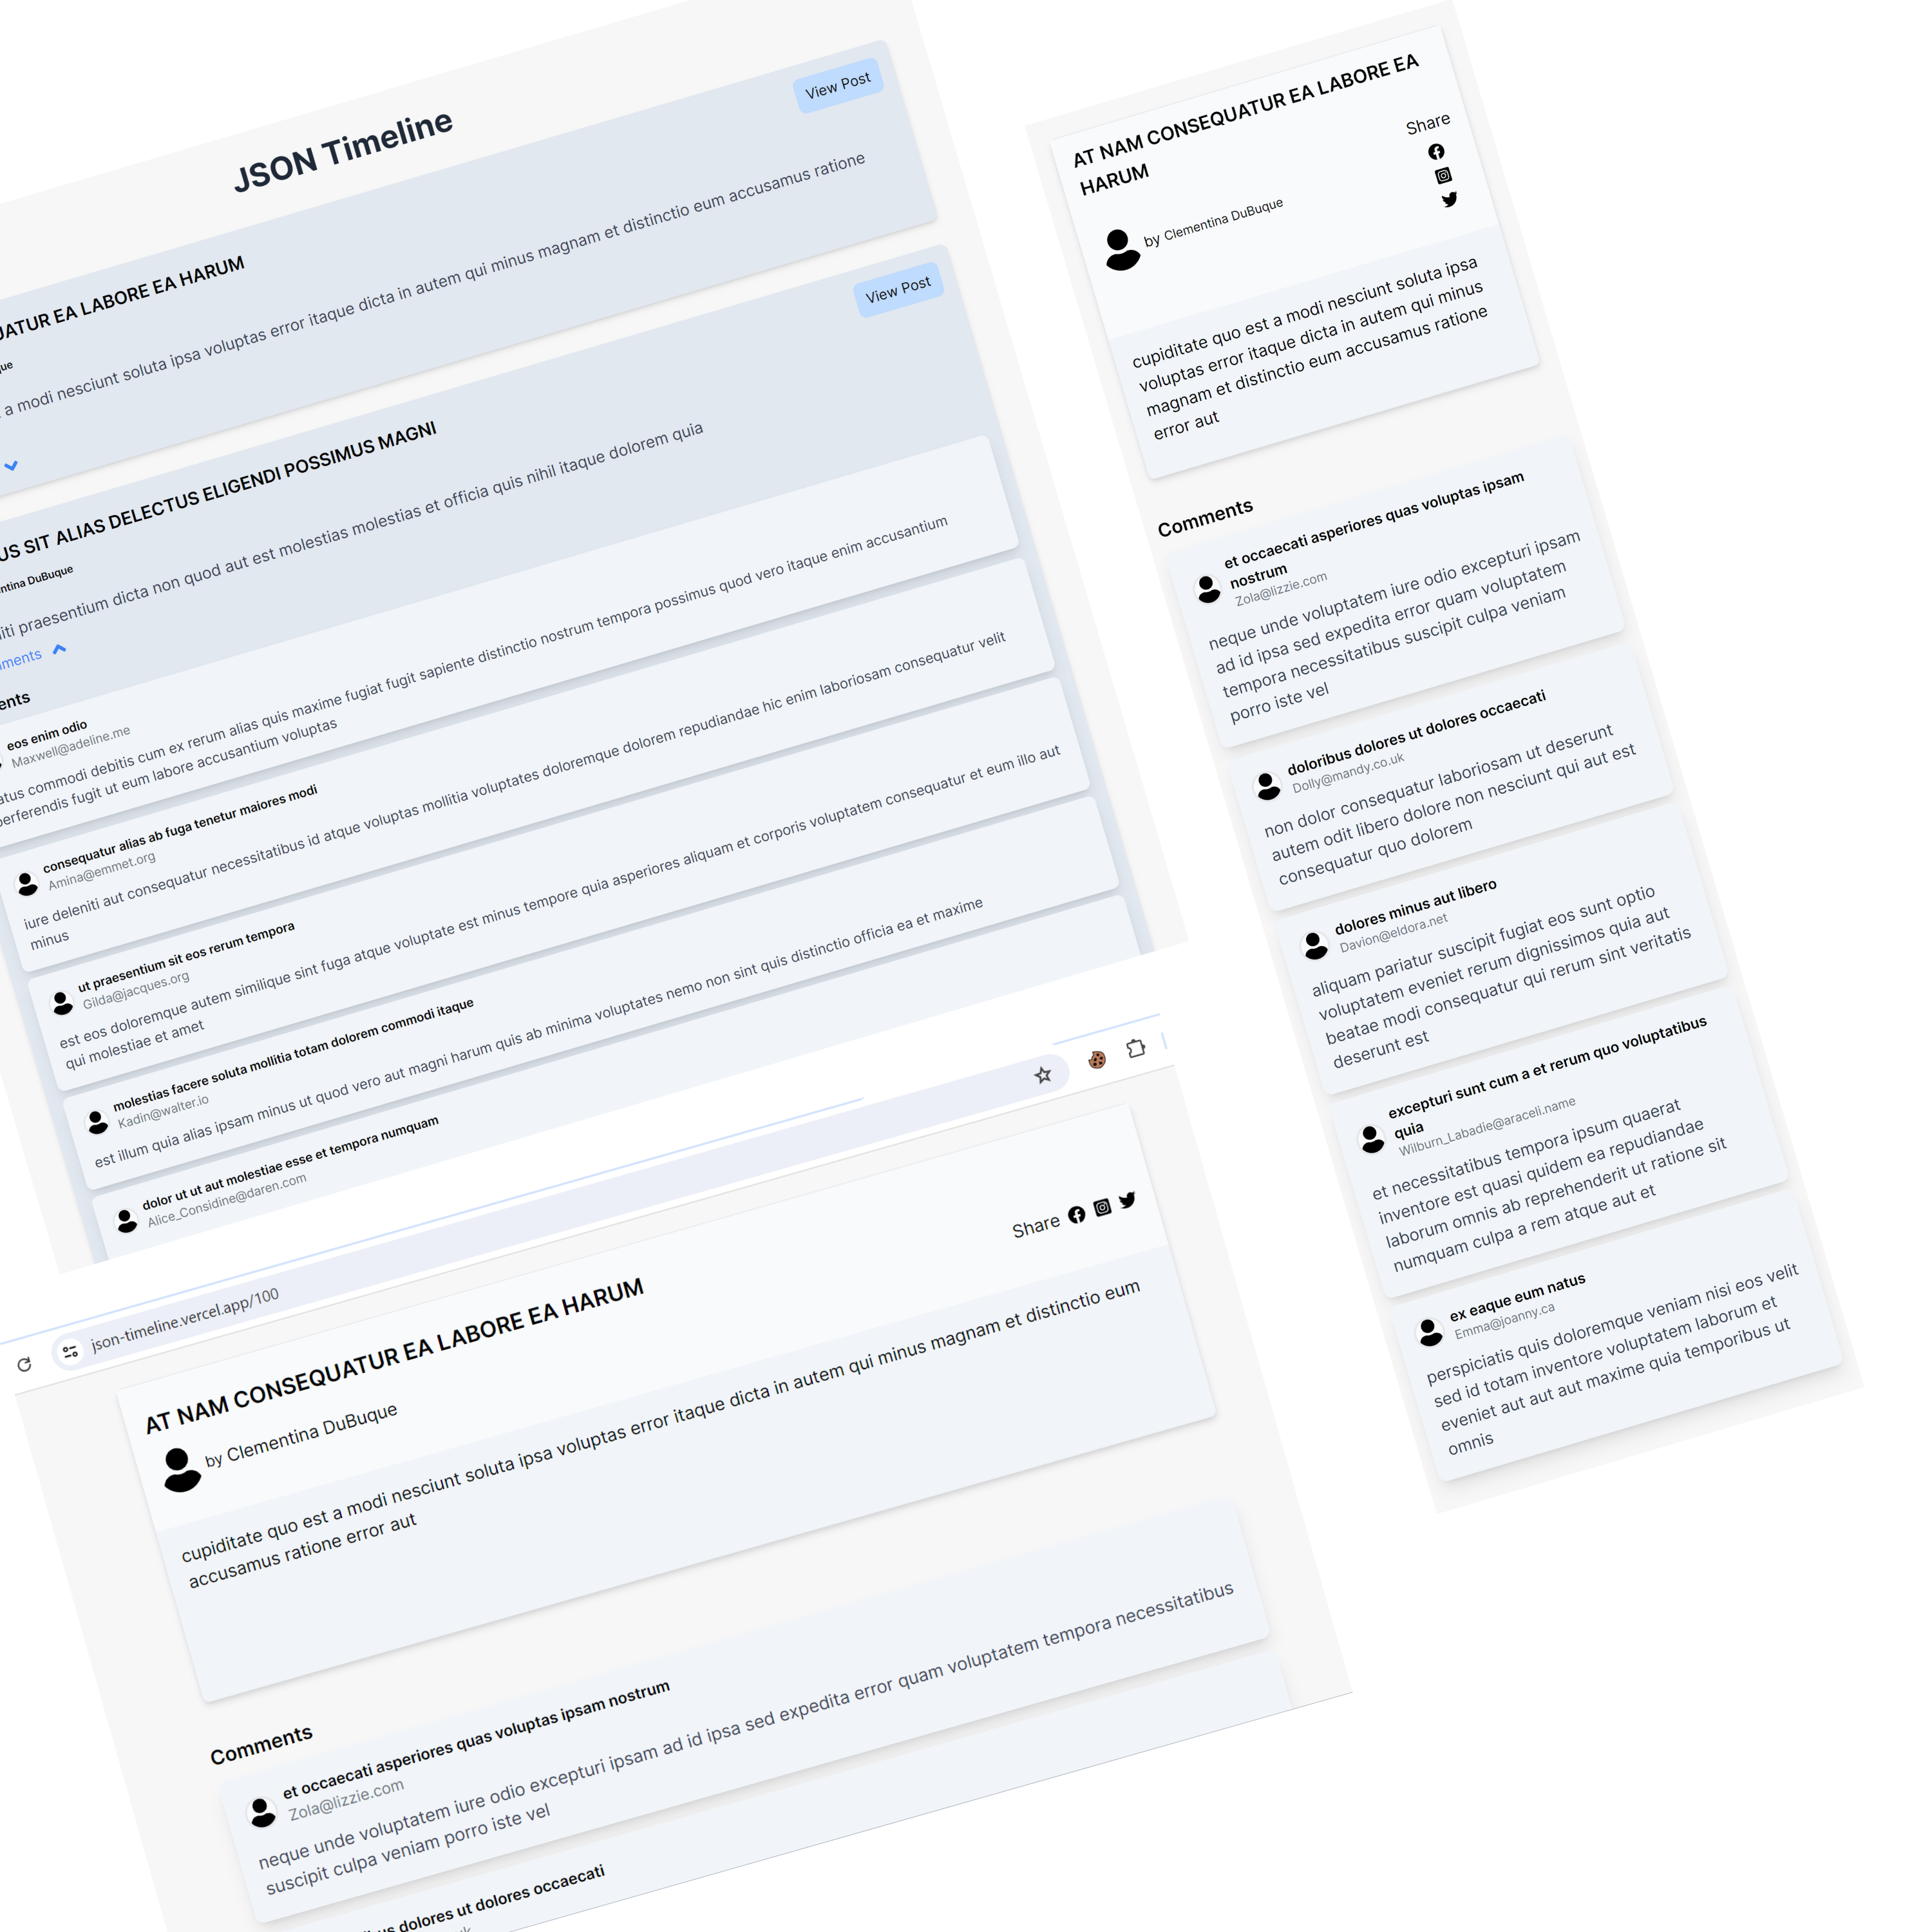 JSON Timeline
View Post
EA LABORE EA HARUM
a modi nesciunt soluta ipsa voluptas error itaque dicta in autem qui minus magnam et distinctio eum accusamus ratione
View Post
SIT ALIAS DELECTUS ELIGENDI POSSIMUS MAGNI
DuBuque
praesentium dicta non quod aut est molestias molestias et officia quis nihil itaque dolorem quia
eos enim odio
Maxwell@adeline.me
commodi debitis cum ex rerum alias quis maxime fugiat fugit sapiente distinctio nostrum tempora possimus quod vero itaque enim accusantium
perferendis fugit ut eum labore accusantium voluptas
consequatur alias ab fuga tenetur maiores modi
Amina@emmet.org
iure deleniti aut consequatur necessitatibus id atque voluptas mollitia voluptates doloremque dolorem repudiandae hic enim laboriosam consequatur velit
minus
ut praesentium sit eos rerum tempora
Gilda@jacques.org
est eos doloremque autem similique sint fuga atque voluptate est minus tempore quia asperiores aliquam et corporis voluptatem consequatur et eum illo aut
qui molestiae et amet
molestias facere soluta mollitia totam dolorem commodi itaque
Kadin@walter.io
est illum quia alias ipsam minus ut quod vero aut magni harum quis ab minima voluptates nemo non sint quis distinctio officia ea et maxime
dolor ut ut aut molestiae esse et tempora numquam
Alice_Considine@daren.com
json-timeline.vercel.app/100
AT NAM CONSEQUATUR EA LABORE EA HARUM
by Clementina DuBuque
Share
cupiditate quo est a modi nesciunt soluta ipsa voluptas error itaque dicta in autem qui minus magnam et distinctio eum
accusamus ratione error aut
Comments
et occaecati asperiores quas voluptas ipsam nostrum
Zola@lizzie.com
neque unde voluptatem iure odio excepturi ipsam ad id ipsa sed expedita error quam voluptatem tempora necessitatibus
suscipit culpa veniam porro iste vel
dolores ut dolores occaecati
AT NAM CONSEQUATUR EA LABORE EA
HARUM
by Clementina DuBuque
Share
cupiditate quo est a modi nesciunt soluta ipsa
voluptas error itaque dicta in autem qui minus
magnam et distinctio eum accusamus ratione
error aut
Comments
et occaecati asperiores quas voluptas ipsam
nostrum
Zola@lizzie.com
neque unde voluptatem iure odio excepturi ipsam
ad id ipsa sed expedita error quam voluptatem
tempora necessitatibus suscipit culpa veniam
porro iste vel
doloribus dolores ut dolores occaecati
Dolly@mandy.co.uk
non dolor consequatur laboriosam ut deserunt
autem odit libero dolore non nesciunt qui aut est
consequatur quo dolorem
dolores minus aut libero
Davion@eldora.net
aliquam pariatur suscipit fugiat eos sunt optio
voluptatem eveniet rerum dignissimos quia aut
beatae modi consequatur qui rerum sint veritatis
deserunt est
excepturi sunt cum a et rerum quo voluptatibus
quia
Wilburn_Labadie@araceli.name
et necessitatibus tempora ipsum quaerat
inventore est quasi quidem ea repudiandae
laborum omnis ab reprehenderit ut ratione sit
numquam culpa a rem atque aut et
ex eaque eum natus
Emma@joanny.ca
perspiciatis quis doloremque veniam nisi eos velit
sed id totam inventore voluptatem laborum et
eveniet aut aut aut maxime quia temporibus ut
omnis